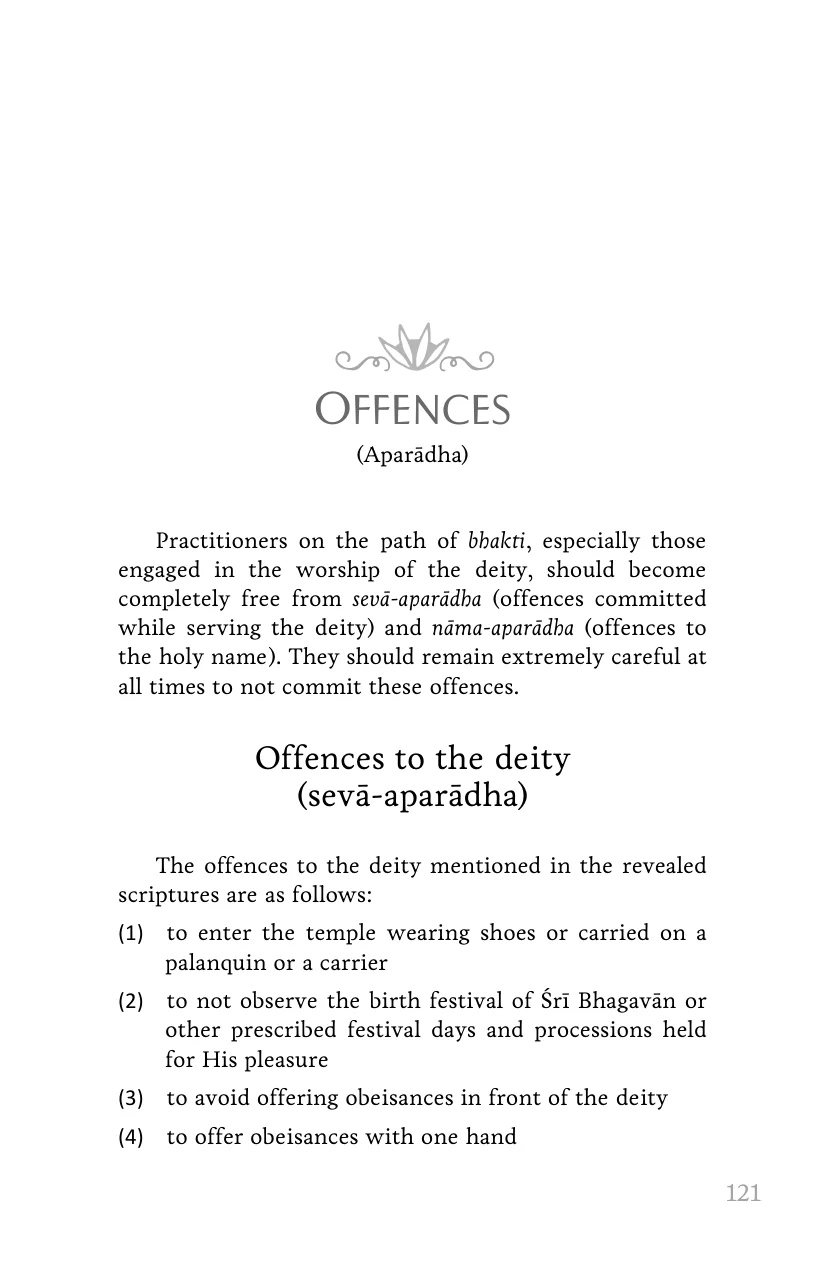 OFFENCES
(Aparādha)
Practitioners on the path of bhakti, especially those
engaged in the worship of the deity, should become
completely free from sevā-aparādha (offences committed
while serving the deity) and nāma-aparādha (offences to
the holy name). They should remain extremely careful at
all times to not commit these offences.
Offences to the deity
(sevā-aparādha)
The offences to the deity mentioned in the revealed
scriptures are as follows:
(1) to enter the temple wearing shoes or carried on a
palanquin or a carrier
(2) to not observe the birth festival of Śrī Bhagavān or
other prescribed festival days and processions held
for His pleasure
(3) to avoid offering obeisances in front of the deity
(4) to offer obeisances with one hand
121